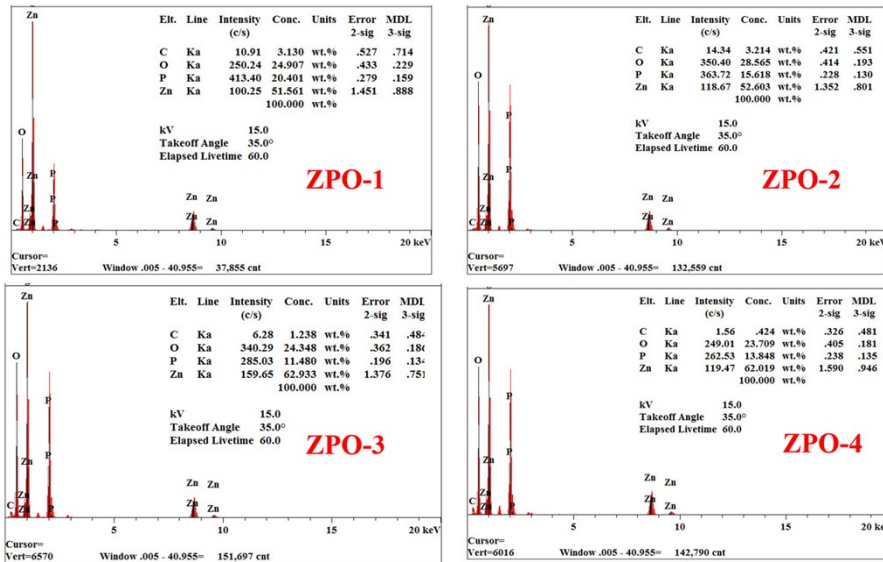 Zn
Elt. Line Intensity Conc. Units Error MDL
(c/s) 2-sig 3-sig
C Ka 10.91 3.130 wt.% .527 .714
O Ka 250.24 24.907 wt.% .433 .229
P Ka 413.40 20.401 wt.% .279 .159
Zn Ka 100.25 51.561 wt.% 1.451 .888
100.000 wt.%
kV 15.0
Takeoff Angle 35.0°
Elapsed Livetime 60.0
ZPO-1
O
Zn
P
P
C
Zn
Zn
P
Zn
Zn
Zn
Zn
5 10 15 20 keV
Cursor=
Vert=2136 Window .005 - 40.955= 37,855 cnt
Zn
Elt. Line Intensity Conc. Units Error MDL
(c/s) 2-sig 3-sig
C Ka 14.34 3.214 wt.% .421 .551
O Ka 350.40 28.565 wt.% .414 .193
P Ka 363.72 15.618 wt.% .228 .130
Zn Ka 118.67 52.603 wt.% 1.352 .801
100.000 wt.%
kV 15.0
Takeoff Angle 35.0°
Elapsed Livetime 60.0
ZPO-2
O
P
Zn
P
C
Zn
Zn
P
Zn
Zn
Zn
Zn
5 10 15 20 keV
Cursor=
Vert=5697 Window .005 - 40.955= 132,559 cnt
Zn
Elt. Line Intensity Conc. Units Error MDL
(c/s) 2-sig 3-sig
C Ka 6.28 1.238 wt.% .341
O Ka 340.29 24.348 wt.% .362
P Ka 285.03 11.480 wt.% .196
Zn Ka 159.65 62.933 wt.% 1.376 .751
100.000 wt.%
kV 15.0
Takeoff Angle 35.0°
Elapsed Livetime 60.0
ZPO-3
O
P
Zn
P
Zn
C
Zn
P
Zn
Zn
Zn
Zn
5 10 15 20 keV
Cursor=
Vert=6570 Window .005 - 40.955= 151,697 cnt
Zn
Elt. Line Intensity Conc. Units Error MDL
(c/s) 2-sig 3-sig
C Ka 1.56 .424 wt.% .326 .481
O Ka 249.01 23.709 wt.% .405 .181
P Ka 262.53 13.848 wt.% .238 .135
Zn Ka 119.47 62.019 wt.% 1.590 .946
100.000 wt.%
kV 15.0
Takeoff Angle 35.0°
Elapsed Livetime 60.0
ZPO-4
O
P
Zn
P
Zn
C
Zn
P
Zn
Zn
Zn
Zn
5 10 15 20 keV
Cursor=
Vert=6016 Window .005 - 40.955= 142,790 cnt